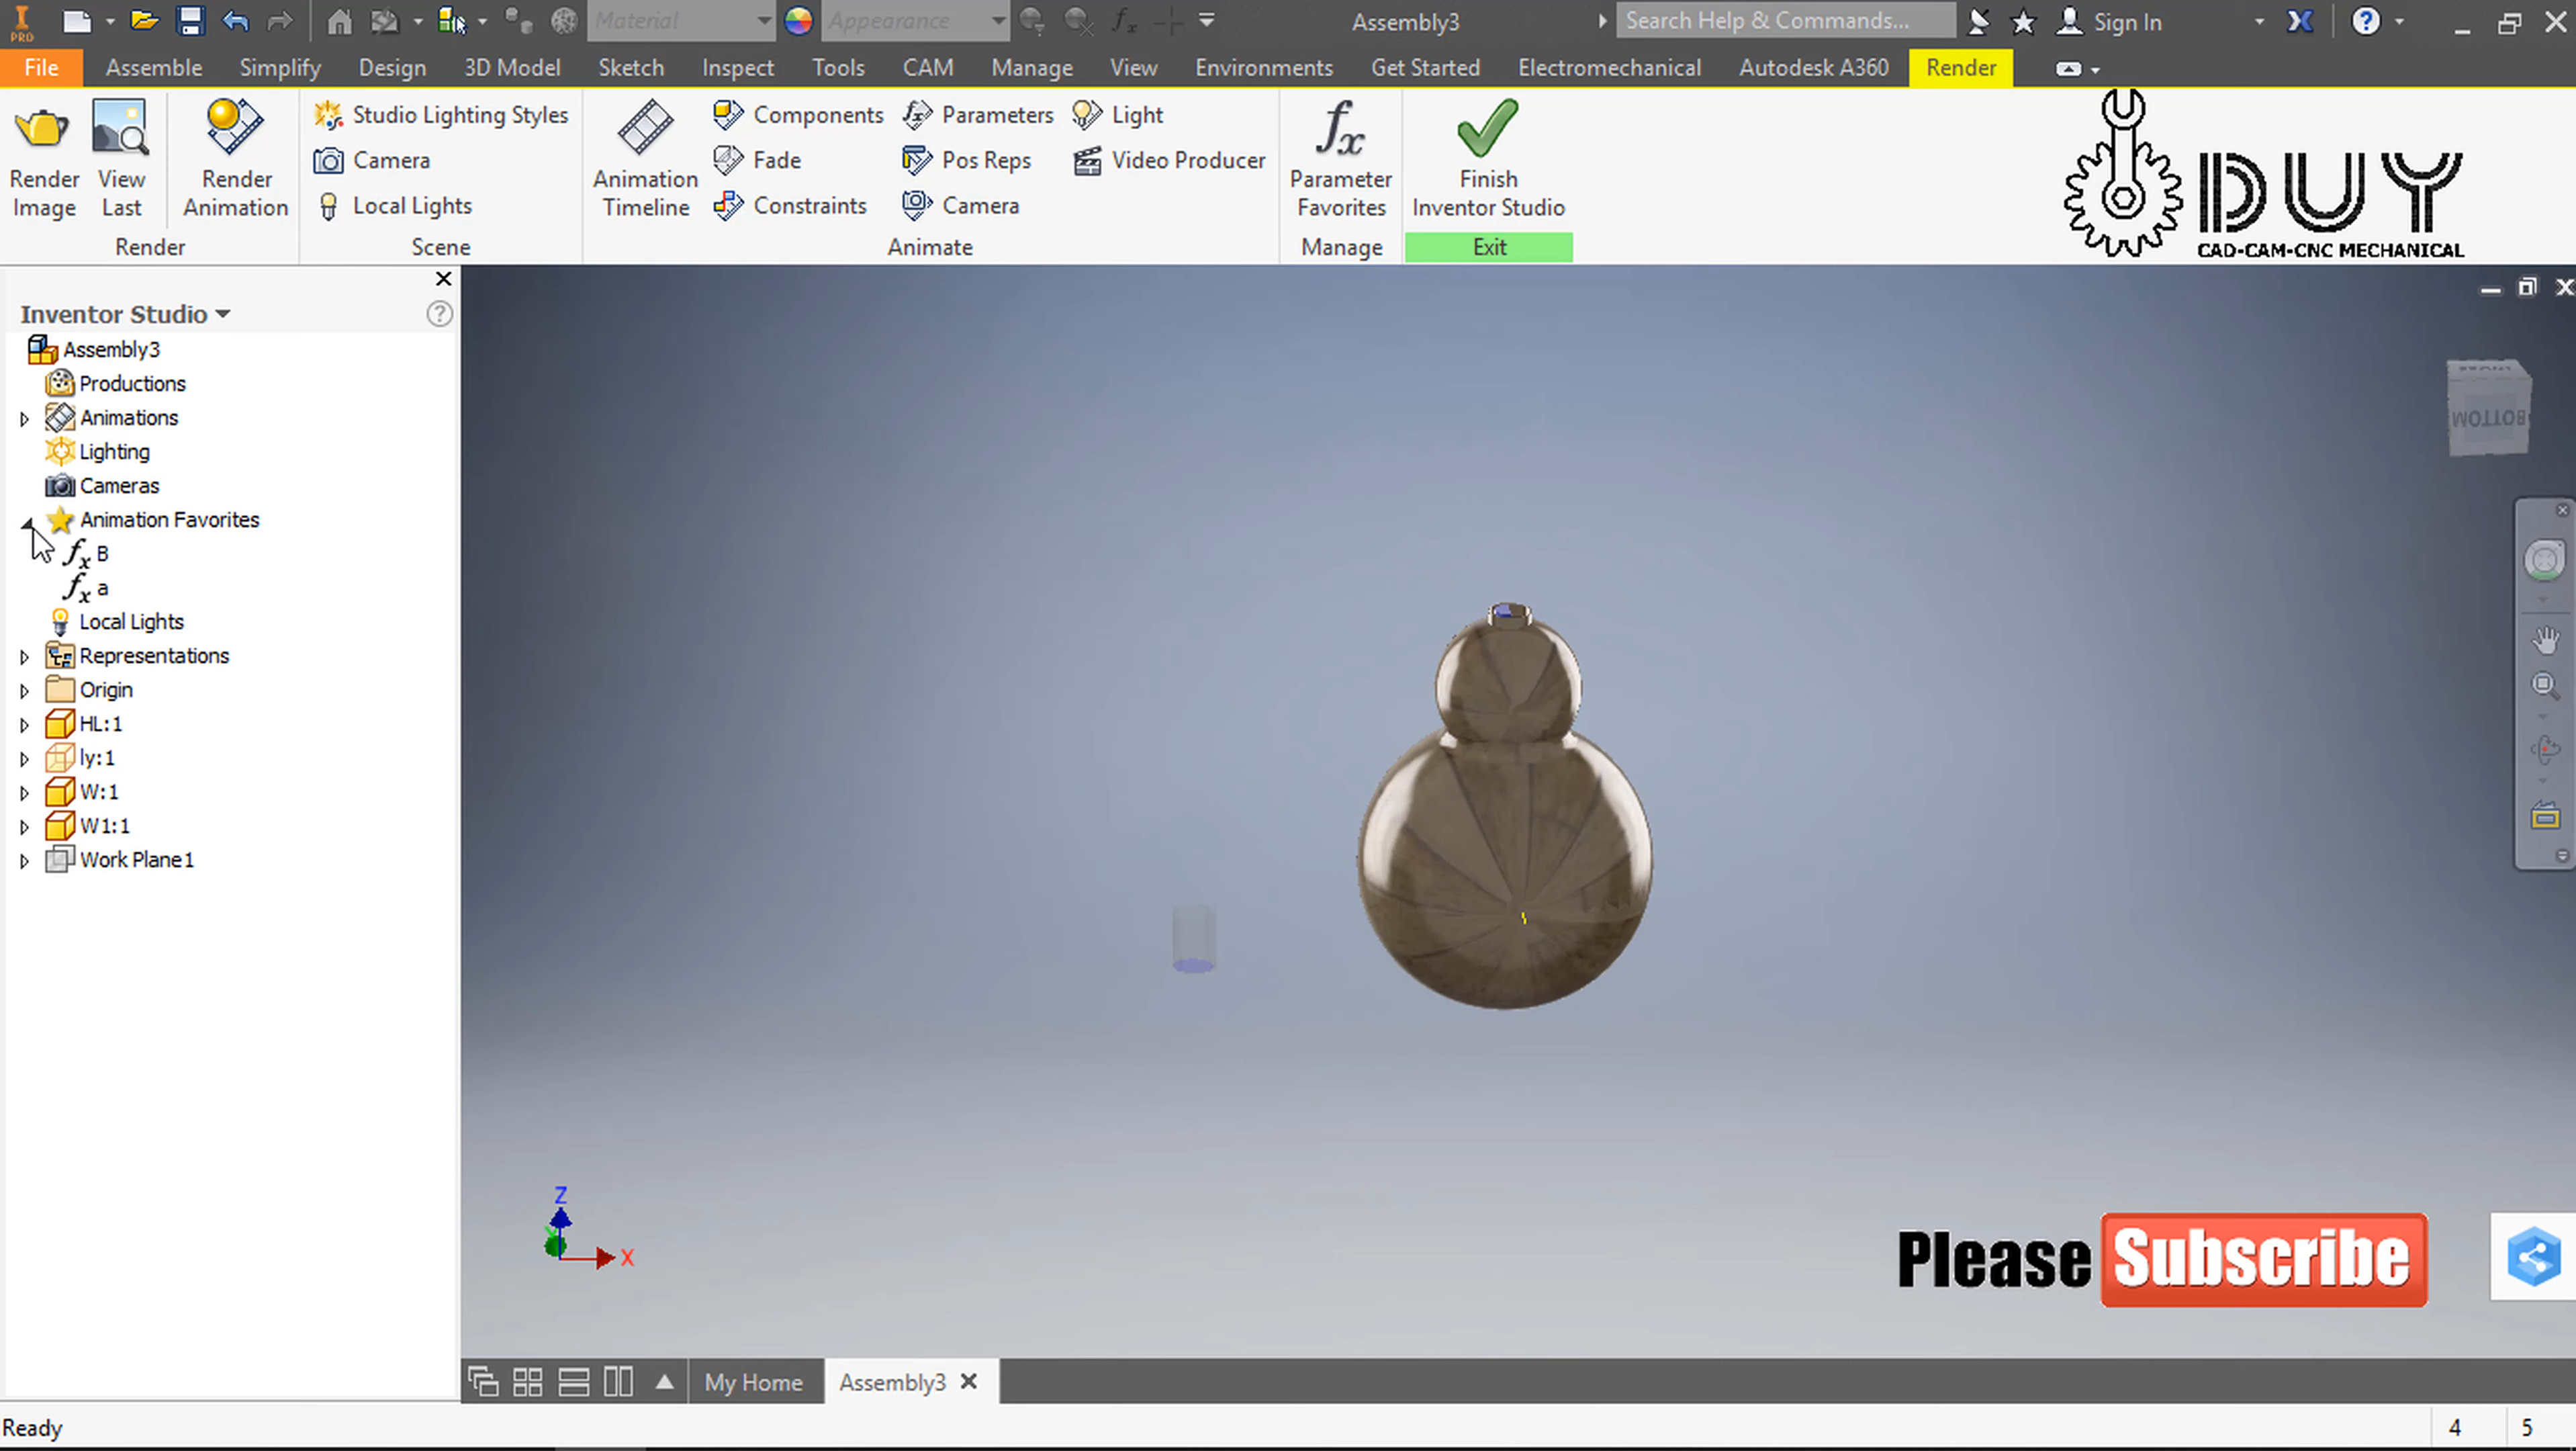 PRO
Material
Appearance
Assembly3
Search Help & Commands...
Sign In
File
Assemble
Simplify
Design
3D Model
Sketch
Inspect
Tools
CAM
Manage
View
Environments
Get Started
Electromechanical
Autodesk A360
Render
Render Image
View Last
Render Animation
Studio Lighting Styles
Camera
Local Lights
Animation Timeline
Components
Fade
Constraints
Parameters
Pos Reps
Camera
Light
Video Producer
Parameter Favorites
Finish Inventor Studio
Render
Scene
Animate
Manage
Exit
DUY
CAD-CAM-CNC MECHANICAL
Inventor Studio
Assembly3
Productions
Animations
Lighting
Cameras
Animation Favorites
fx B
fx a
Local Lights
Representations
Origin
HL:1
ly:1
W:1
W1:1
Work Plane1
BOTTOM
Z
X
Please Subscribe
My Home
Assembly3
Ready
4
5